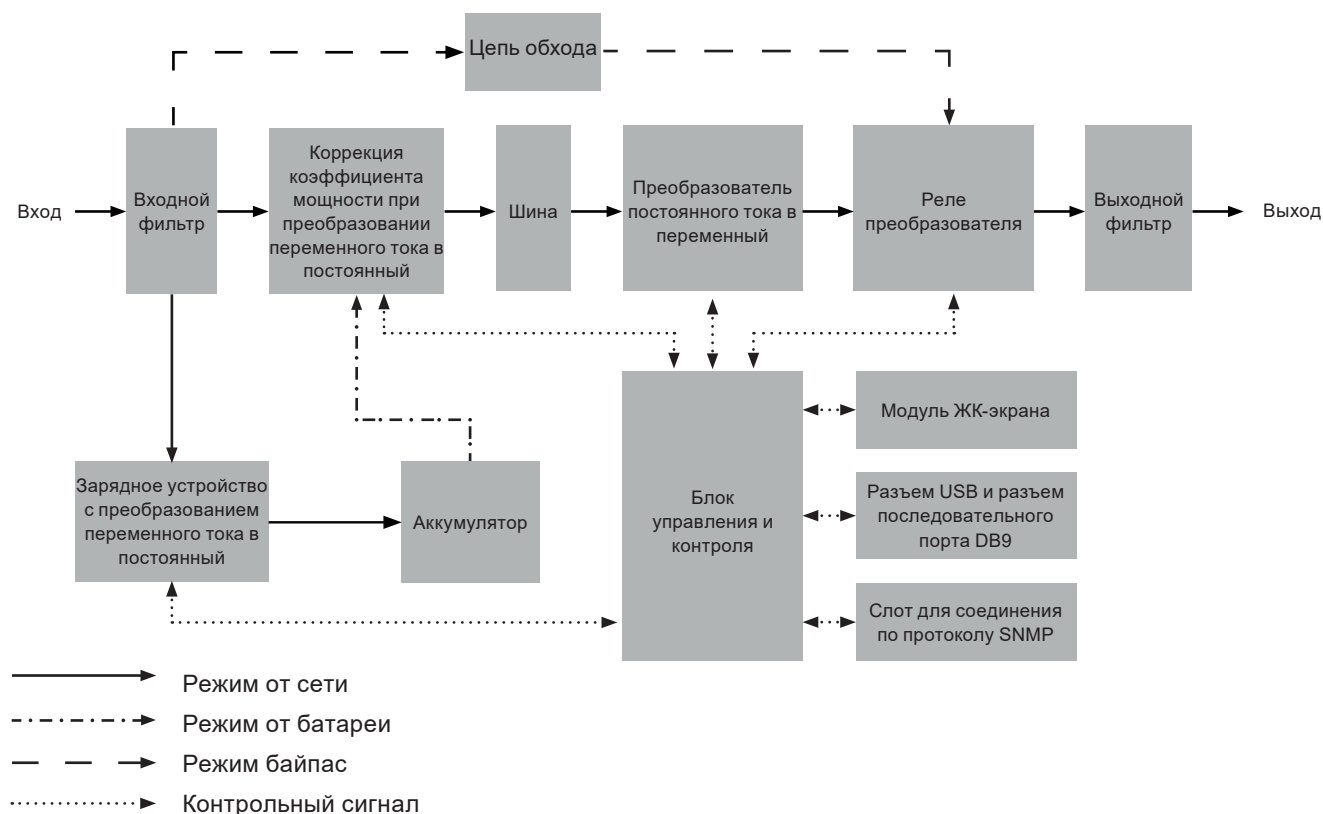 Цепь обхода
Вход
Входной
фильтр
Коррекция
коэффициента
мощности при
преобразовании
переменного тока в
постоянный
Шина
Преобразователь
постоянного тока в
переменный
Реле
преобразователя
Выходной
фильтр
Выход
Зарядное устройство
с преобразованием
переменного тока в
постоянный
Аккумулятор
Блок
управления и
контроля
Модуль ЖК-экрана
Разъем USB и разъем
последовательного
порта DB9
Слот для соединения
по протоколу SNMP
Режим от сети
Режим от батареи
Режим байпас
Контрольный сигнал